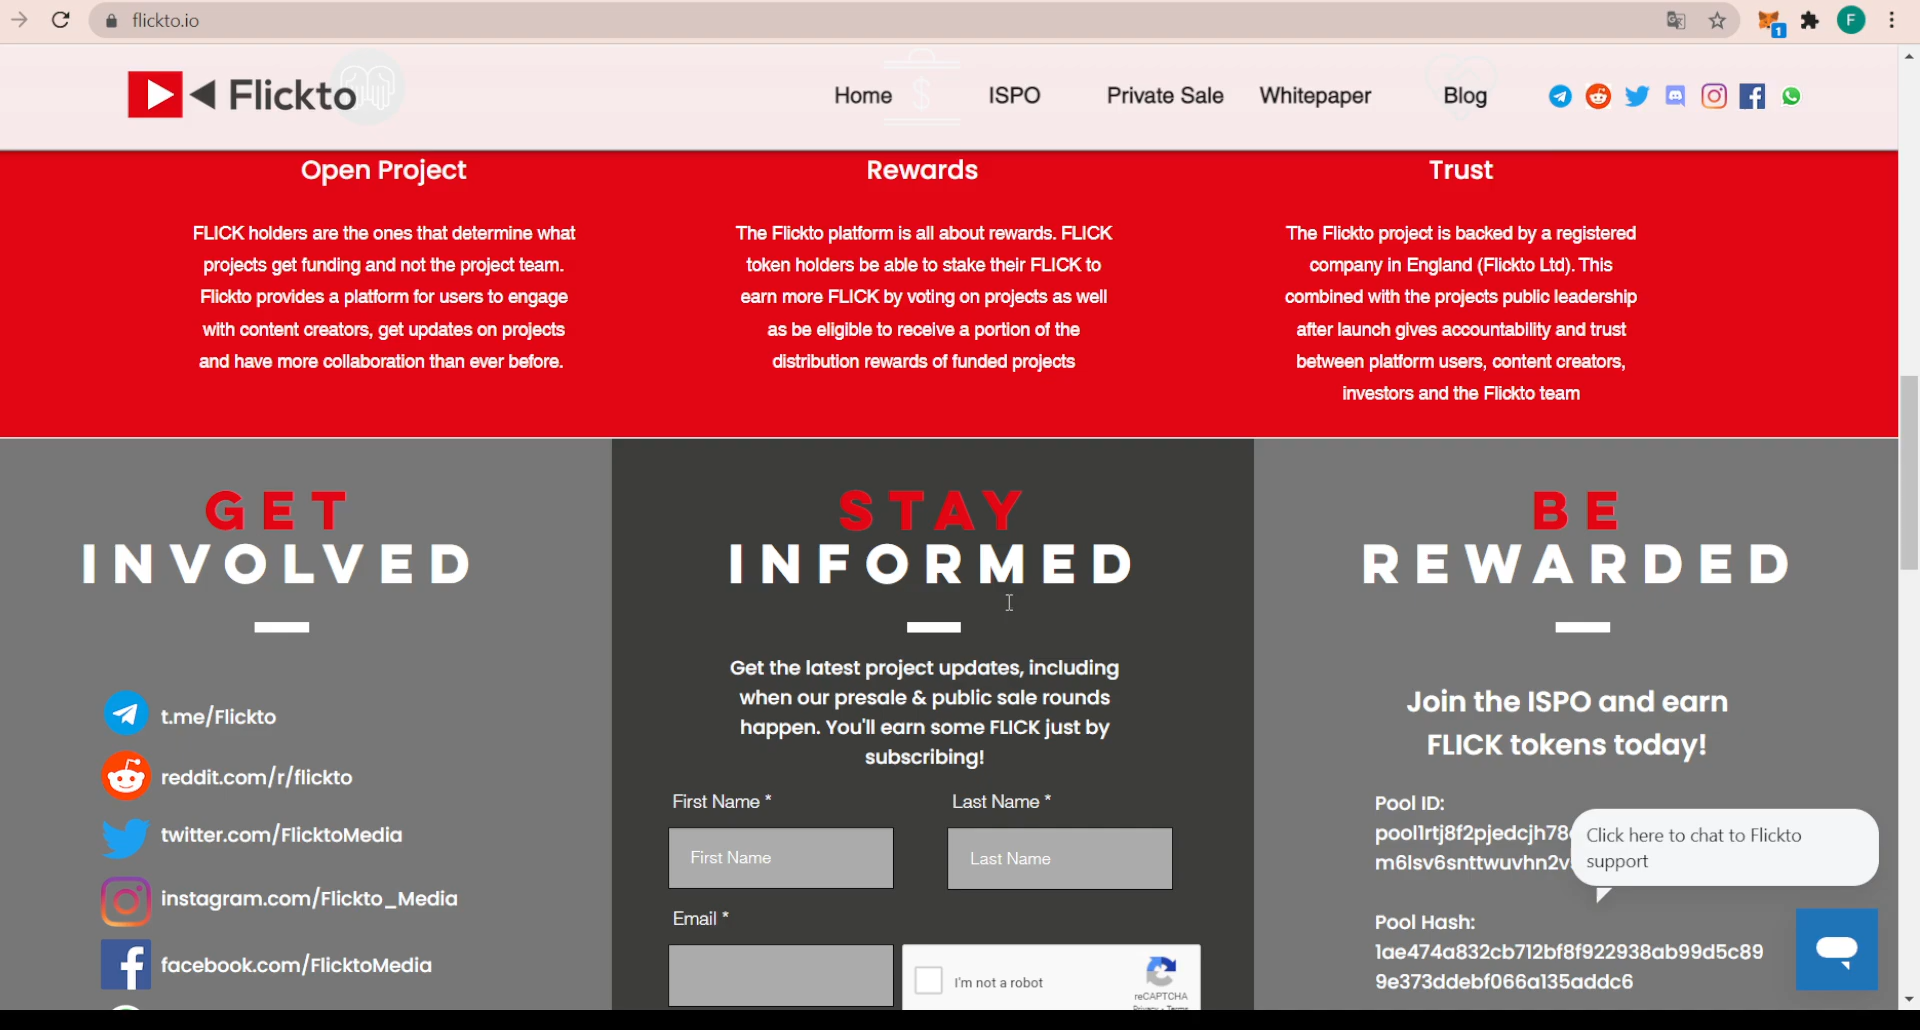 flickto.io
1
F
Flickto
Home
ISPO
Private Sale
Whitepaper
Blog
Open Project
FLICK holders are the ones that determine what
projects get funding and not the project team.
Flickto provides a platform for users to engage
with content creators, get updates on projects
and have more collaboration than ever before.
Rewards
The Flickto platform is all about rewards. FLICK
token holders be able to stake their FLICK to
earn more FLICK by voting on projects as well
as be eligible to receive a portion of the
distribution rewards of funded projects
Trust
The Flickto project is backed by a registered
company in England (Flickto Ltd). This
combined with the projects public leadership
after launch gives accountability and trust
between platform users, content creators,
investors and the Flickto team
GET
INVOLVED
t.me/Flickto
reddit.com/r/flickto
twitter.com/FlicktoMedia
instagram.com/Flickto_Media
facebook.com/FlicktoMedia
STAY
INFORMED
Get the latest project updates, including
when our presale & public sale rounds
happen. You'll earn some FLICK just by
subscribing!
First Name *
Last Name *
First Name
Last Name
Email *
I'm not a robot
reCAPTCHA
Privacy - Terms
BE
REWARDED
Join the ISPO and earn
FLICK tokens today!
Pool ID:
pool1rtj8f2pjedcjh78
m6lsv6snttwuvhn2v
Click here to chat to Flickto
support
Pool Hash:
1ae474a832cb712bf8f922938ab99d5c89
9e373ddebf066a135addc6